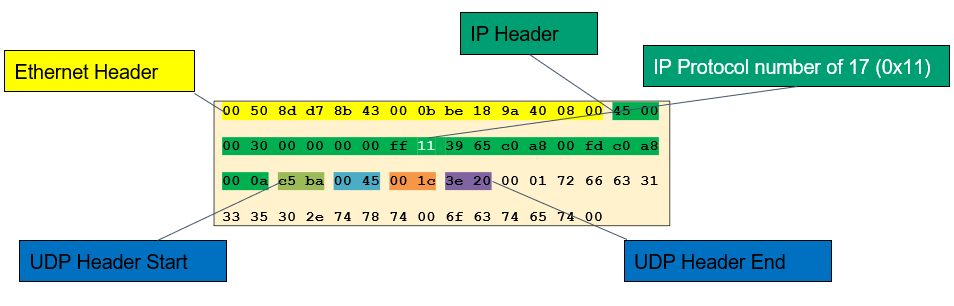 IP Header
IP Protocol number of 17 (0x11)
Ethernet Header
00 50 8d d7 8b 43 00 0b be 18 9a 40 08 00 45 00
00 30 00 00 00 00 ff 11 39 65 c0 a8 00 fd c0 a8
00 0a c5 ba 00 45 00 1c 3e 20 00 01 72 66 63 31
33 35 30 2e 74 78 74 00 6f 63 74 65 74 00
UDP Header Start
UDP Header End